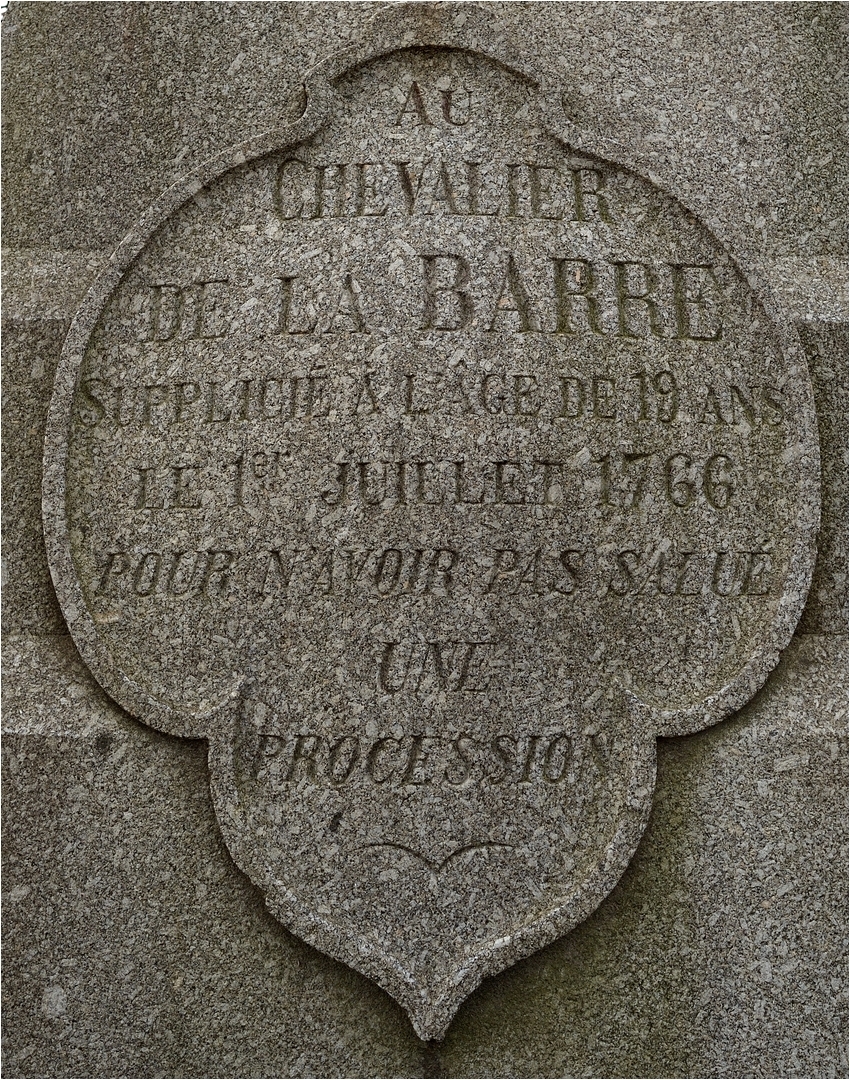 AU
CHEVALIER
DE LA BARRE
SUPPLICIÉ À L'ÂGE DE 19 ANS
LE 1er JUILLET 1766
POUR N'AVOIR PAS SALUÉ
UNE
PROCESSION